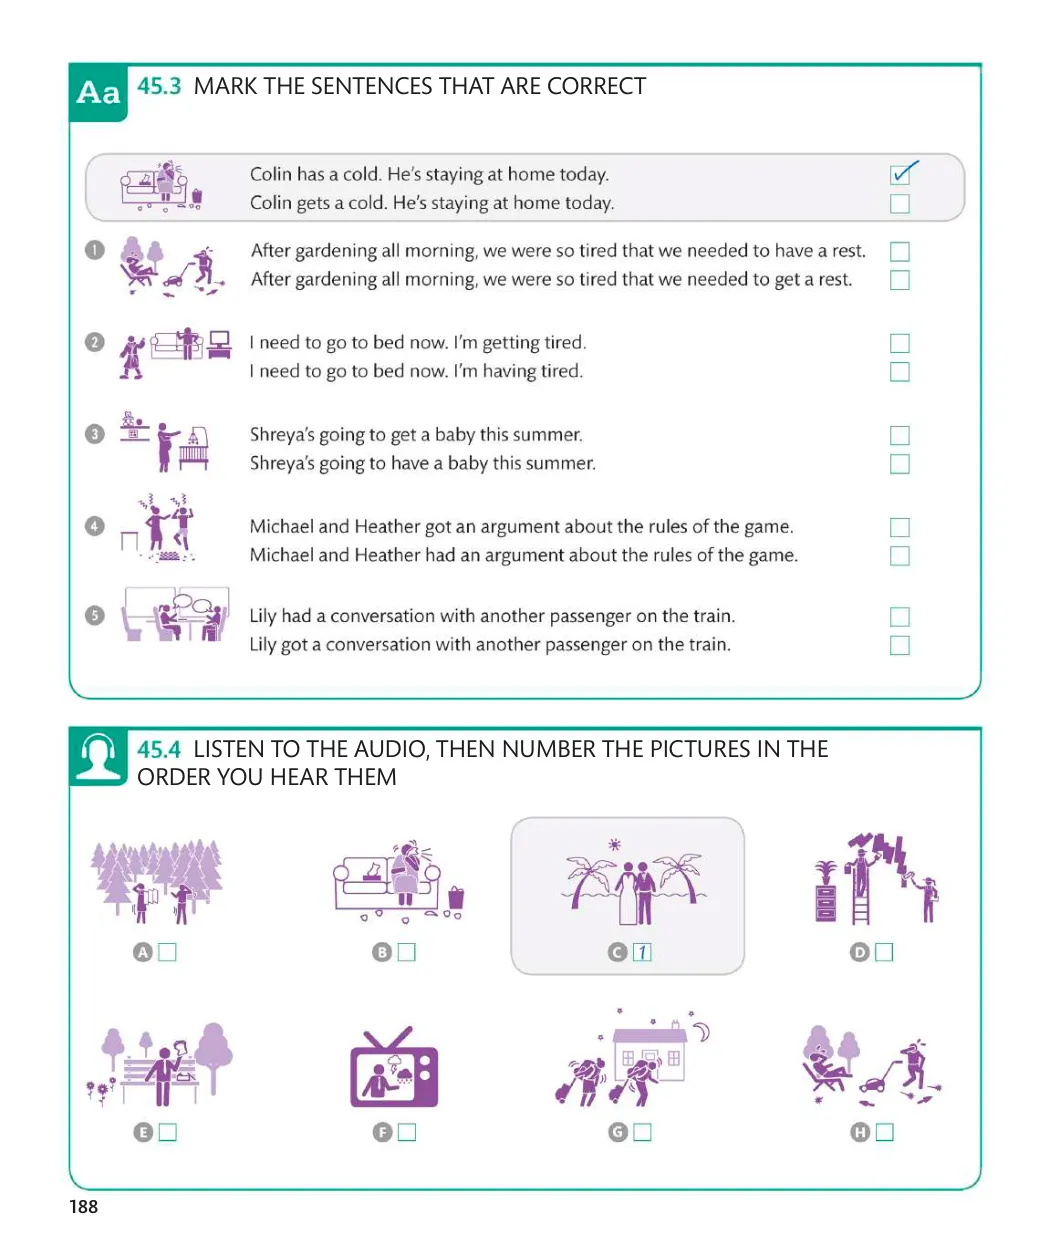 Aa 45.3 MARK THE SENTENCES THAT ARE CORRECT
Colin has a cold. He's staying at home today.
Colin gets a cold. He's staying at home today.
1 After gardening all morning, we were so tired that we needed to have a rest.
After gardening all morning, we were so tired that we needed to get a rest.
2 I need to go to bed now. I'm getting tired.
I need to go to bed now. I'm having tired.
3 Shreya's going to get a baby this summer.
Shreya's going to have a baby this summer.
4 Michael and Heather got an argument about the rules of the game.
Michael and Heather had an argument about the rules of the game.
5 Lily had a conversation with another passenger on the train.
Lily got a conversation with another passenger on the train.
45.4 LISTEN TO THE AUDIO, THEN NUMBER THE PICTURES IN THE
ORDER YOU HEAR THEM
A B C 1 D
E F G H
188